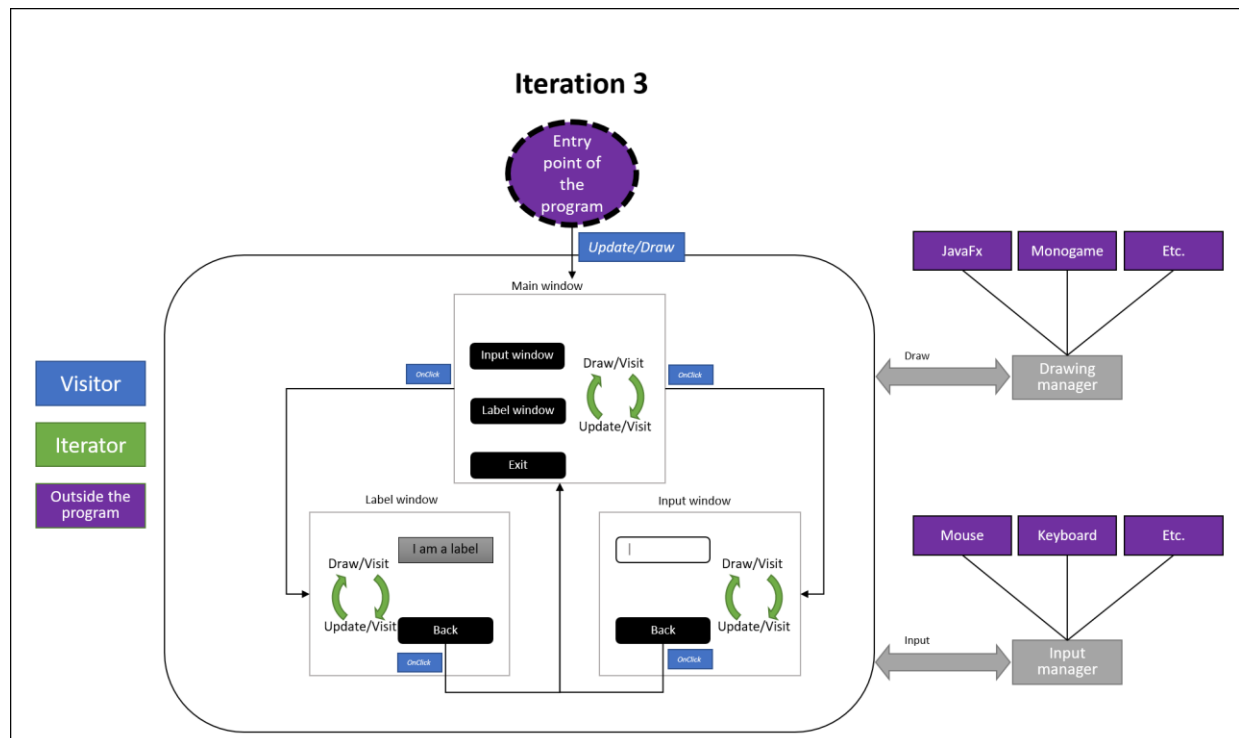 Iteration 3
Entry
point of
the
program
Update/Draw
JavaFx
Monogame
Etc.
Main window
Input window
Draw/Visit
OnClick
OnClick
Draw
Drawing
manager
Visitor
Label window
Update/Visit
Iterator
Exit
Outside the
program
Label window
Input window
Mouse
Keyboard
Etc.
I am a label
Draw/Visit
Draw/Visit
Update/Visit
Back
Back
Update/Visit
Input
Input
manager
OnClick
OnClick